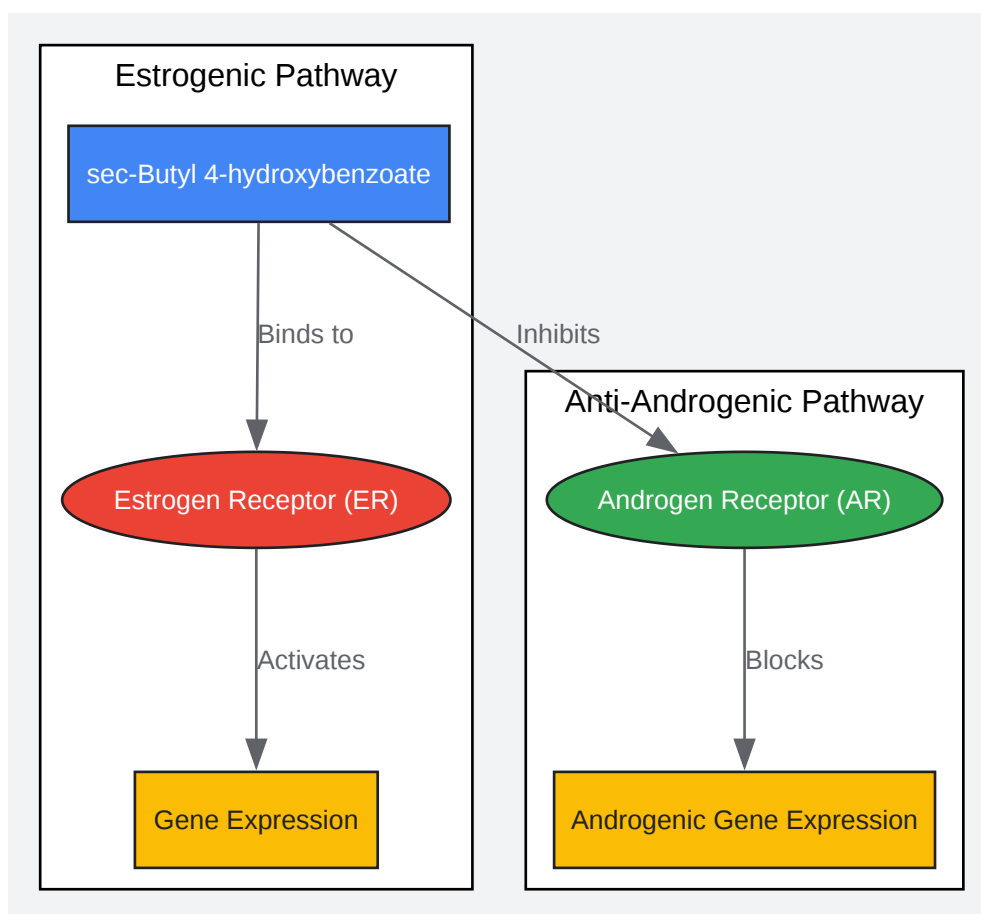 Estrogenic Pathway
sec-Butyl 4-hydroxybenzoate
Binds to
Inhibits
Anti-Androgenic Pathway
Estrogen Receptor (ER)
Androgen Receptor (AR)
Activates
Blocks
Gene Expression
Androgenic Gene Expression